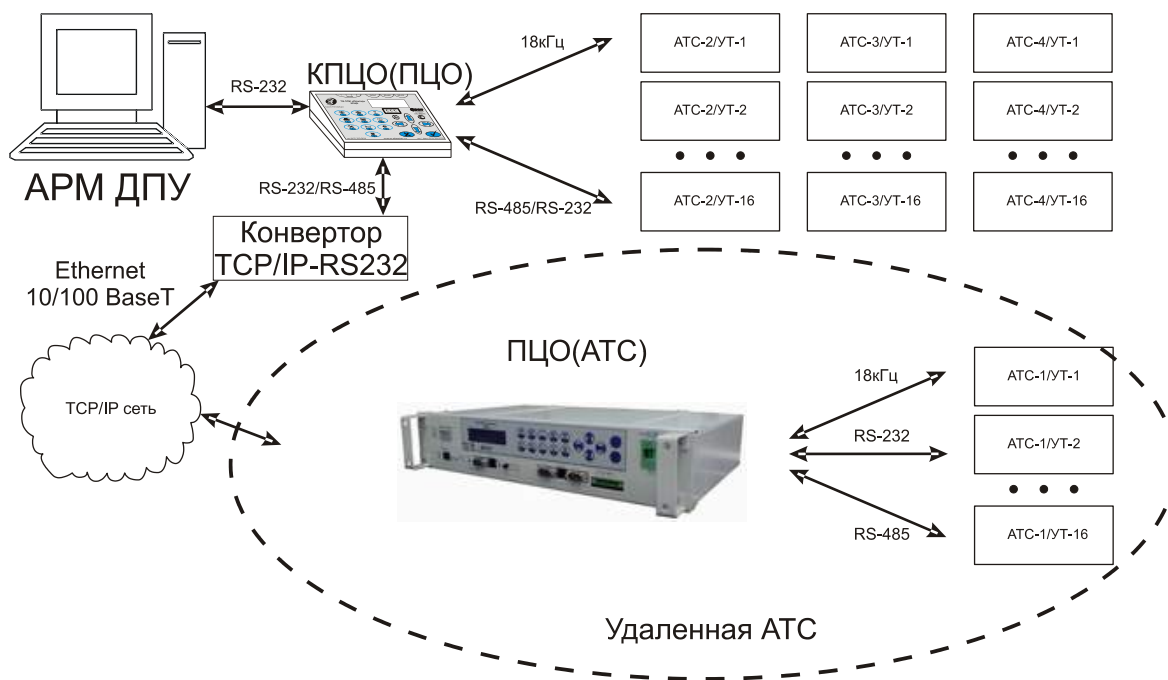 18кГц
АТС-2/УТ-1
АТС-3/УТ-1
АТС-4/УТ-1
RS-232
КПЦО(ПЦО)
АТС-2/УТ-2
АТС-3/УТ-2
АТС-4/УТ-2
АРМ ДПУ
RS-232/RS-485
RS-485/RS-232
АТС-2/УТ-16
АТС-3/УТ-16
АТС-4/УТ-16
Конвертор
TCP/IP-RS232
Ethernet
10/100 BaseT
ПЦО(АТС)
TCP/IP сеть
18кГц
АТС-1/УТ-1
RS-232
АТС-1/УТ-2
RS-485
АТС-1/УТ-16
Удаленная АТС